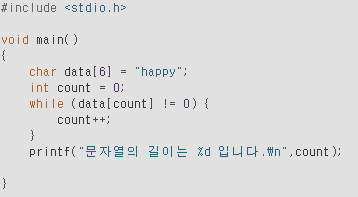 #include <stdio.h>
void main()
{
    char data[6] = "happy";
    int count = 0;
    while (data[count] != 0) {
        count++;
    }
    printf("문자열의 길이는 %d 입니다.₩n",count);
}